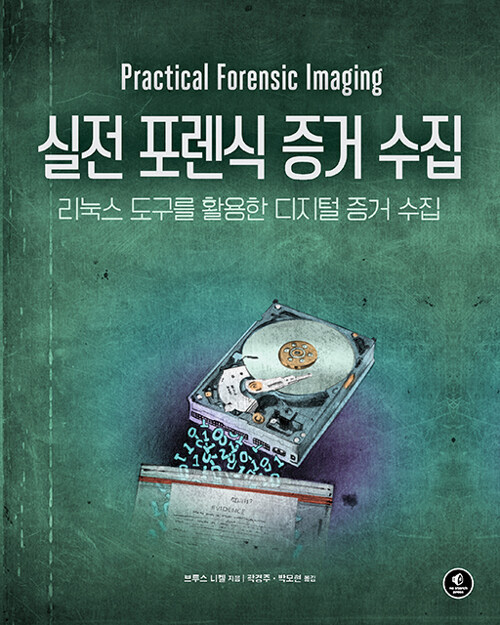 Practical Forensic Imaging
실전 포렌식 증거 수집
리눅스 도구를 활용한 디지털 증거 수집
EVIDENCE
브루스 니켈 지음 | 곽경주 · 박모현 옮김